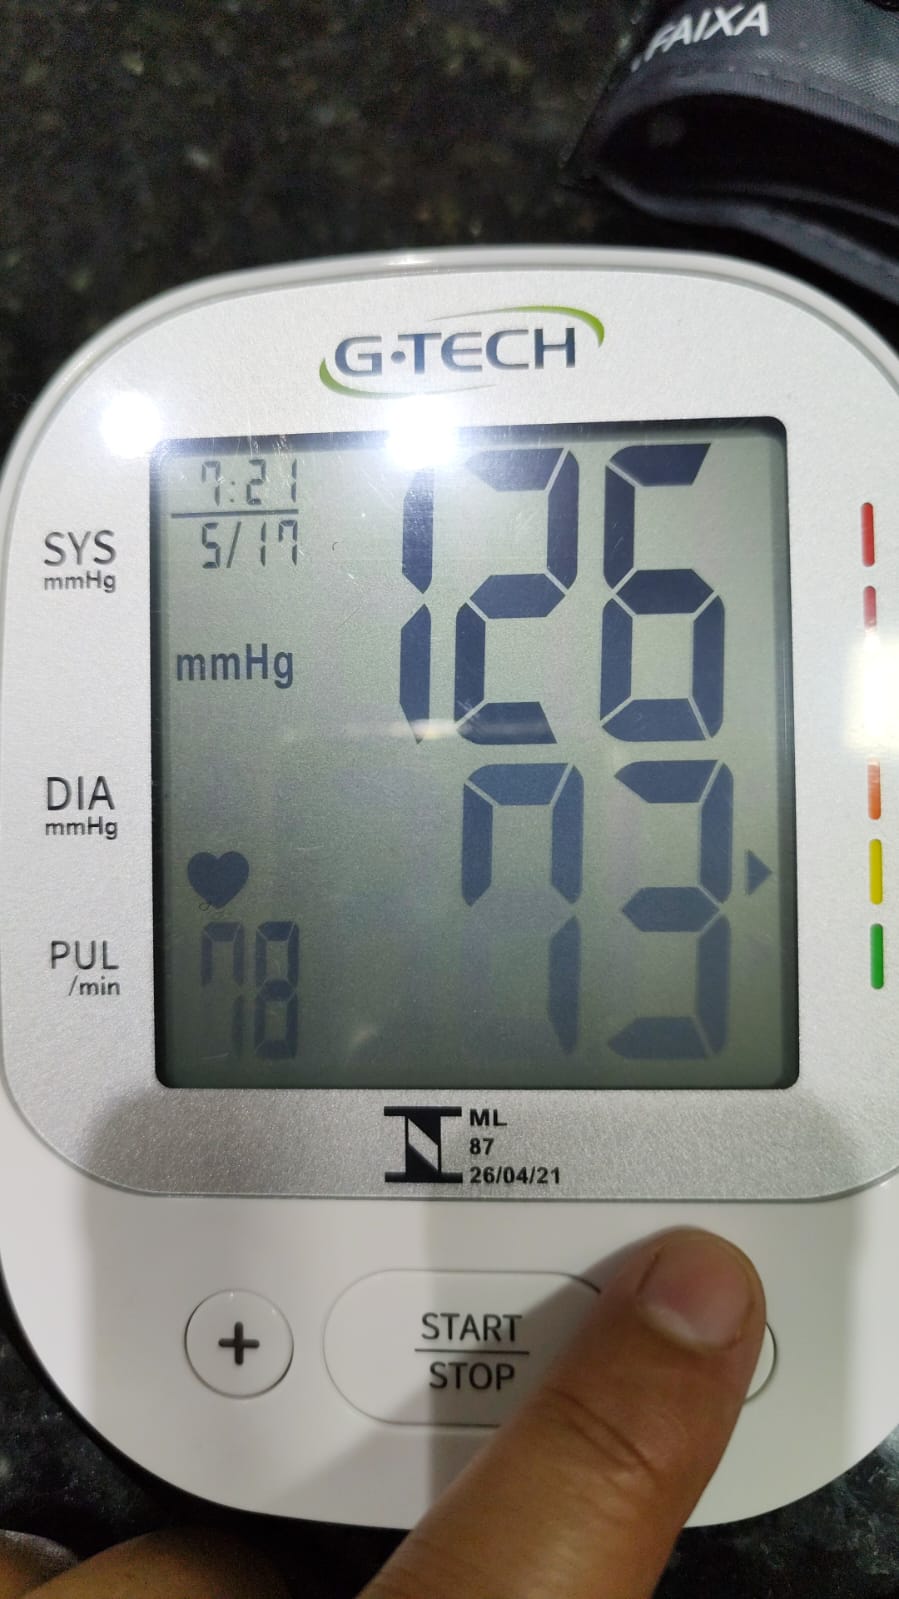 FAIXA
G·TECH
7:21
5/17
SYS
mmHg
126
mmHg
DIA
mmHg
73
PUL
/min
78
ML
87
26/04/21
+
START
STOP